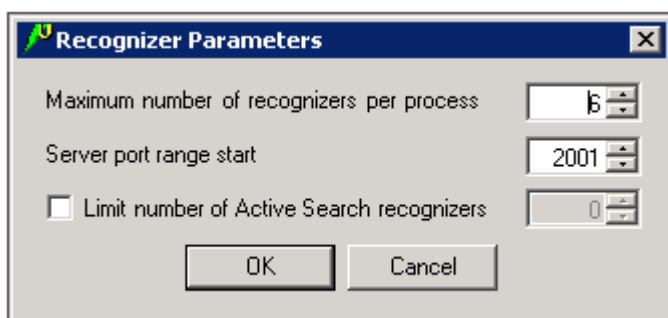 Recognizer Parameters
Maximum number of recognizers per process 6
Server port range start 2001
Limit number of Active Search recognizers 0
OK Cancel